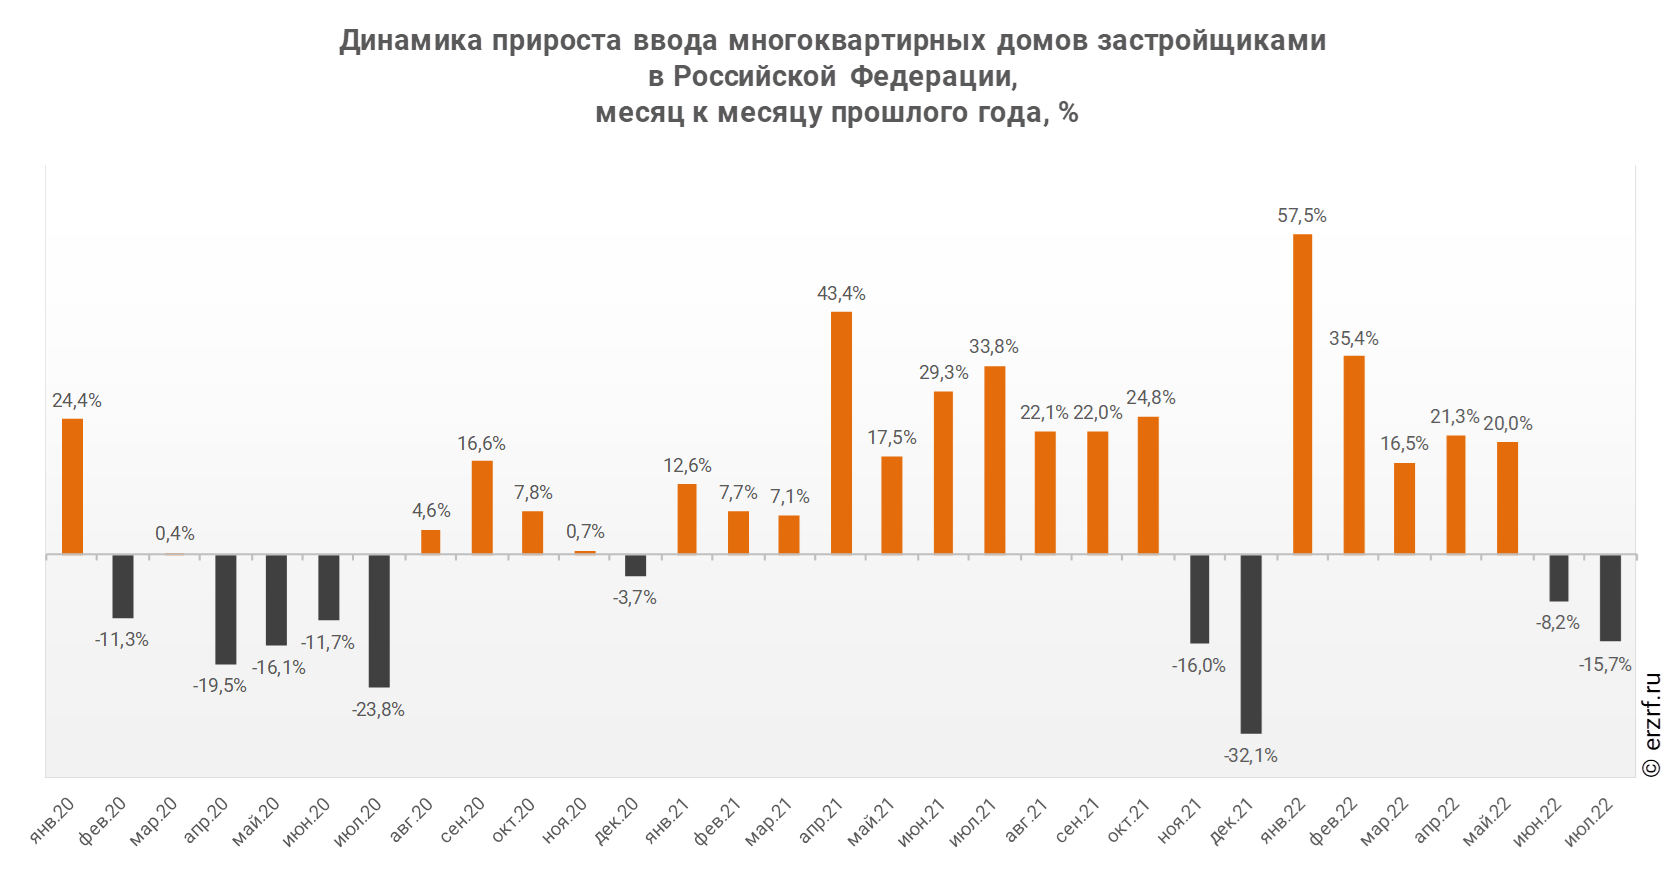 Динамика прироста ввода многоквартирных домов застройщиками
в Российской Федерации,
месяц к месяцу прошлого года, %
24,4%
-11,3%
0,4%
-19,5%
-16,1%
-11,7%
-23,8%
4,6%
16,6%
7,8%
0,7%
-3,7%
12,6%
7,7%
7,1%
43,4%
17,5%
29,3%
33,8%
22,1%
22,0%
24,8%
-16,0%
-32,1%
57,5%
35,4%
16,5%
21,3%
20,0%
-8,2%
-15,7%
янв.20
фев.20
мар.20
апр.20
май.20
июн.20
июл.20
авг.20
сен.20
окт.20
ноя.20
дек.20
янв.21
фев.21
мар.21
апр.21
май.21
июн.21
июл.21
авг.21
сен.21
окт.21
ноя.21
дек.21
янв.22
фев.22
мар.22
апр.22
май.22
июн.22
июл.22
© erzrf.ru